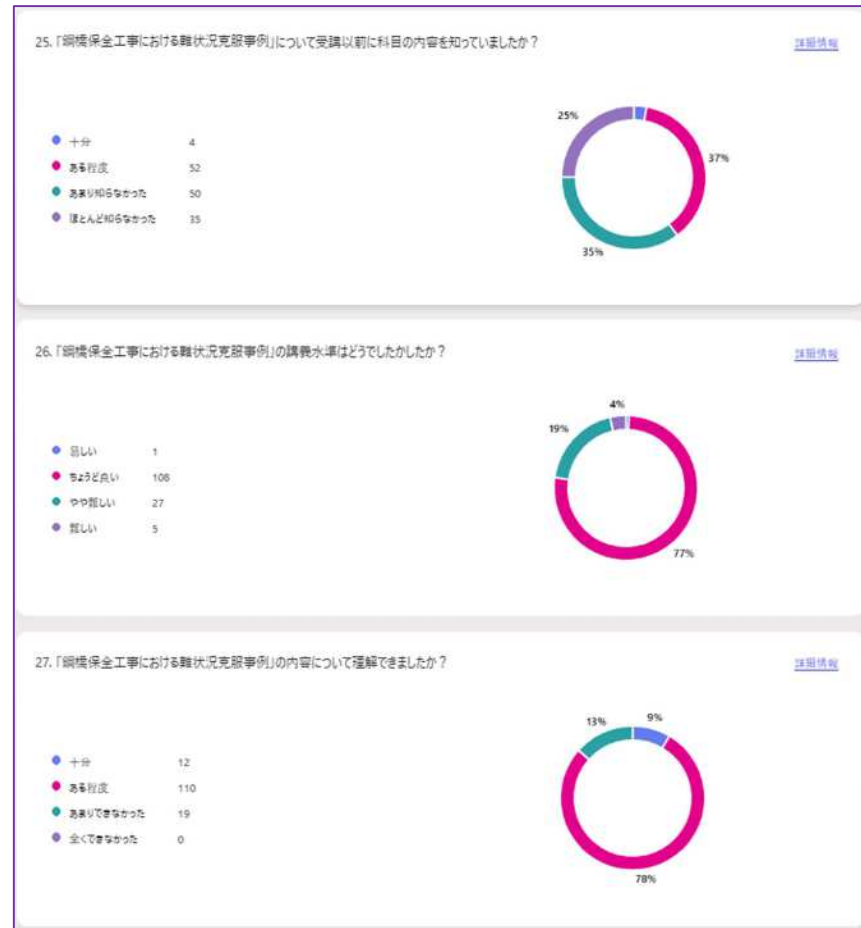 25. 「鋼橋保全工事における難状況克服事例」について受講以前に科目の内容を知っていましたか？
詳細情報
十分 4
ある程度 52
あまり知らなかった 50
ほとんど知らなかった 35
25%
37%
35%
26. 「鋼橋保全工事における難状況克服事例」の講義水準はどうでしたかしたか？
詳細情報
易しい 1
ちょうど良い 108
やや難しい 27
難しい 5
4%
19%
77%
27. 「鋼橋保全工事における難状況克服事例」の内容について理解できましたか？
詳細情報
十分 12
ある程度 110
あまりできなかった 19
全くできなかった 0
13%
9%
78%